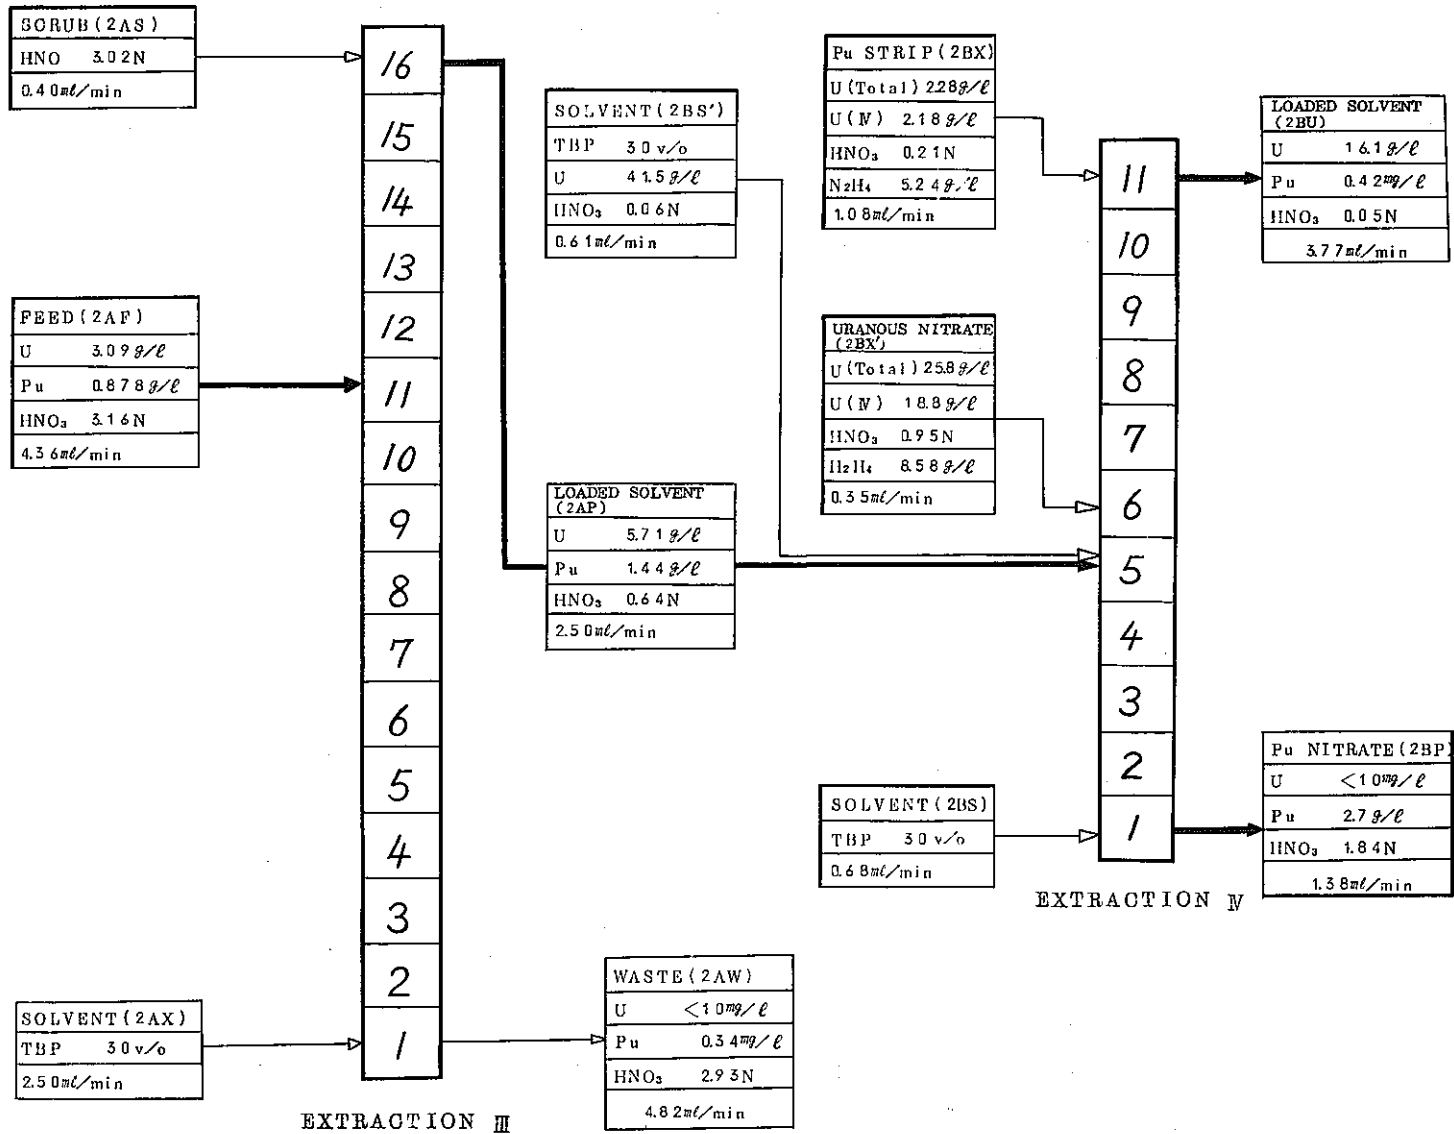 SCRUB (2AS)
HNO 3.02N
0.40ml/min
FEED (2AF)
U 3.09g/l
Pu 0.878g/l
HNO₃ 3.16N
4.36ml/min
SOLVENT (2AX)
TBP 30 v/o
2.50ml/min
16
15
14
13
12
11
10
9
8
7
6
5
4
3
2
1
EXTRACTION III
SOLVENT (2BS')
TBP 30 v/o
U 41.5g/l
HNO₃ 0.06N
0.61ml/min
LOADED SOLVENT
(2AP)
U 5.71g/l
Pu 1.44g/l
HNO₃ 0.64N
2.50ml/min
WASTE (2AW)
U <10mg/l
Pu 0.34mg/l
HNO₃ 2.93N
4.82ml/min
Pu STRIP (2BX)
U (Total) 2.28g/l
U (IV) 2.18g/l
HNO₃ 0.21N
N₂H₄ 5.24g/l
1.08ml/min
URANOUS NITRATE
(2BX')
U (Total) 25.8g/l
U (IV) 18.8g/l
HNO₃ 0.95N
H₂H₄ 8.58g/l
0.35ml/min
SOLVENT (2BS)
TBP 30 v/o
0.68ml/min
11
10
9
8
7
6
5
4
3
2
1
EXTRACTION IV
LOADED SOLVENT
(2BU)
U 16.1g/l
Pu 0.42mg/l
HNO₃ 0.05N
3.77ml/min
Pu NITRATE (2BP)
U <10mg/l
Pu 2.7g/l
HNO₃ 1.84N
1.38ml/min